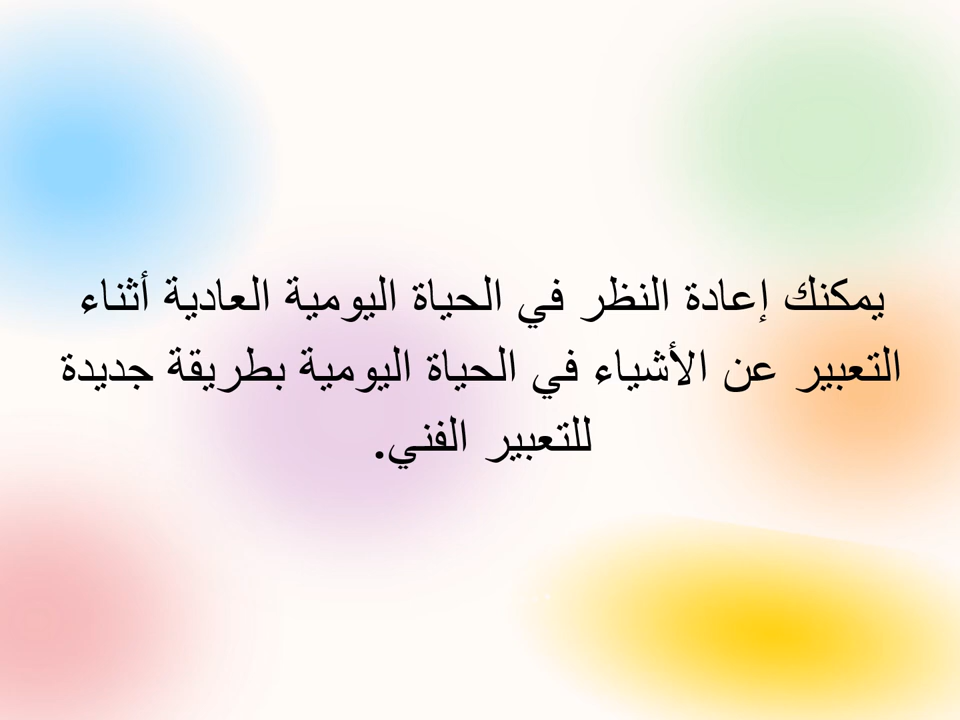 يمكنك إعادة النظر في الحياة اليومية العادية أثناء
التعبير عن الأشياء في الحياة اليومية بطريقة جديدة
للتعبير الفني.